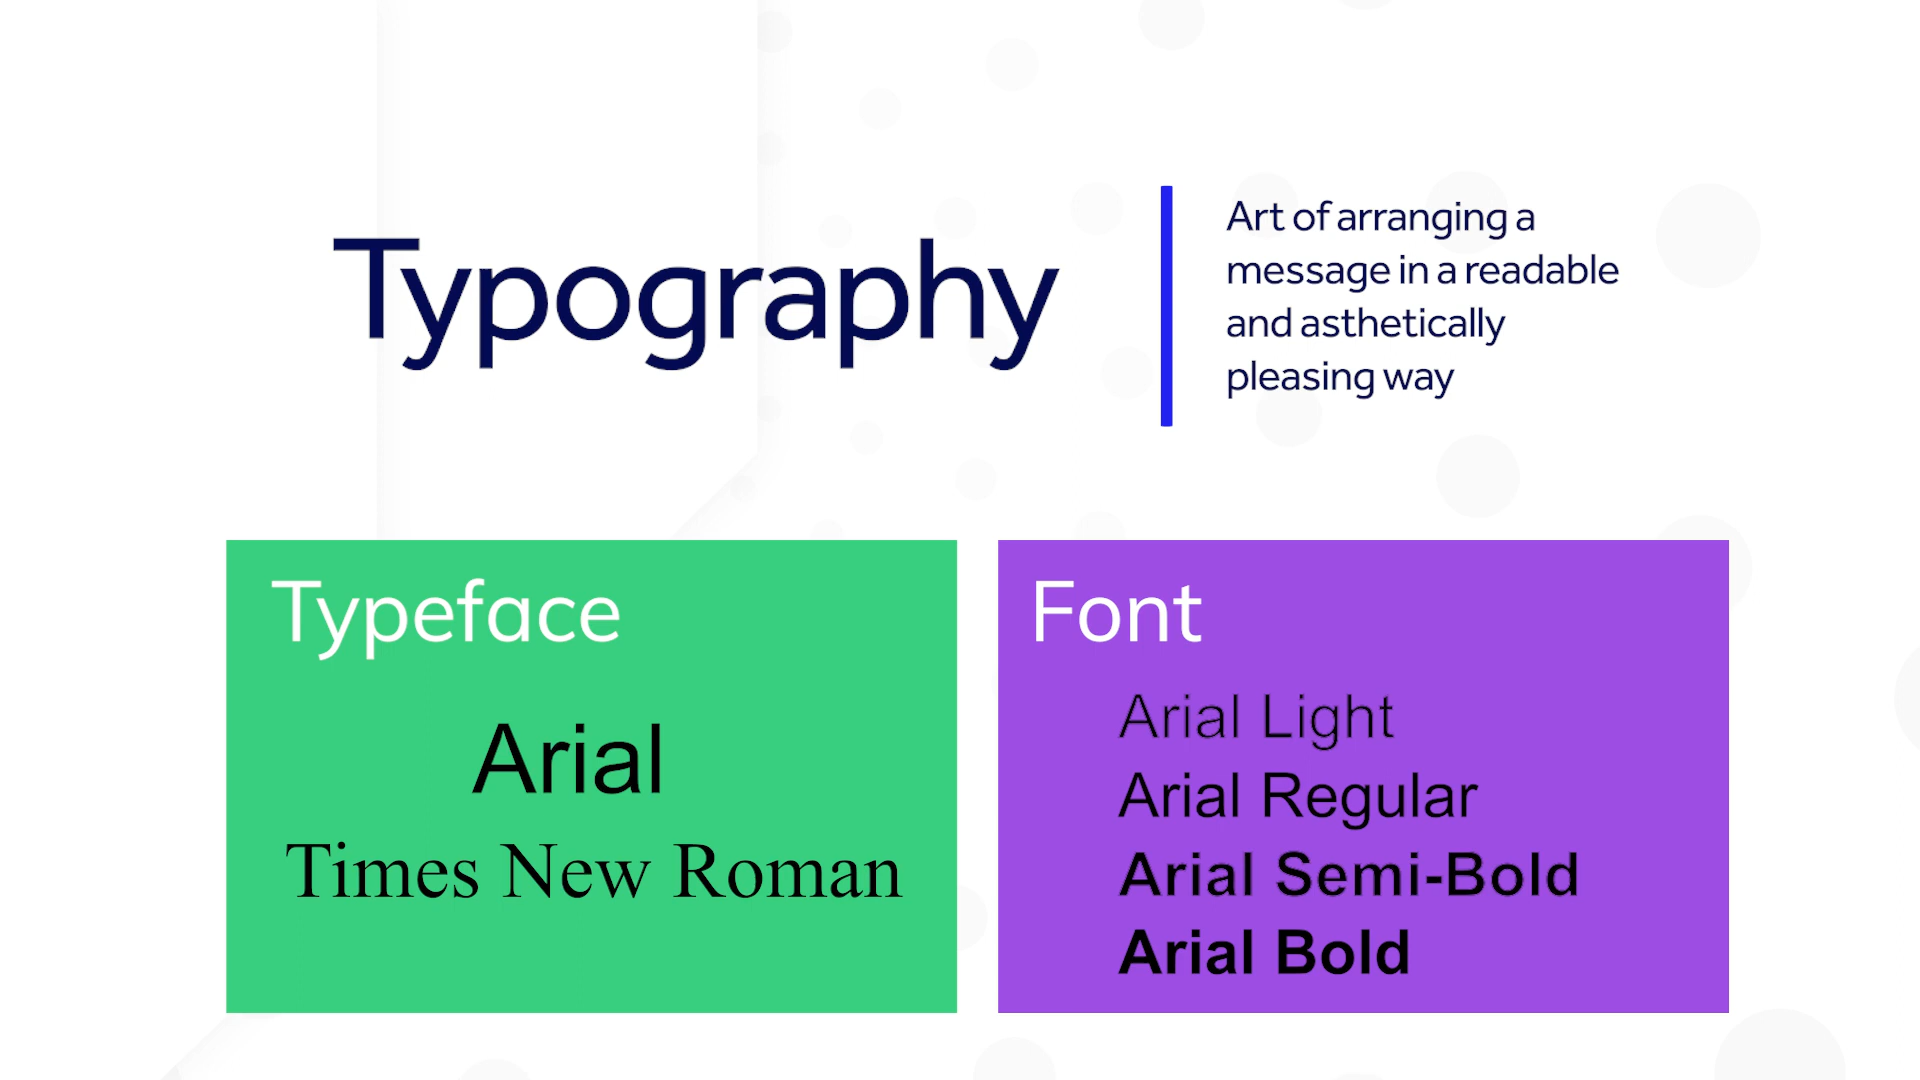 Typography
Art of arranging a
message in a readable
and asthetically
pleasing way
Typeface
Arial
Times New Roman
Font
Arial Light
Arial Regular
Arial Semi-Bold
Arial Bold